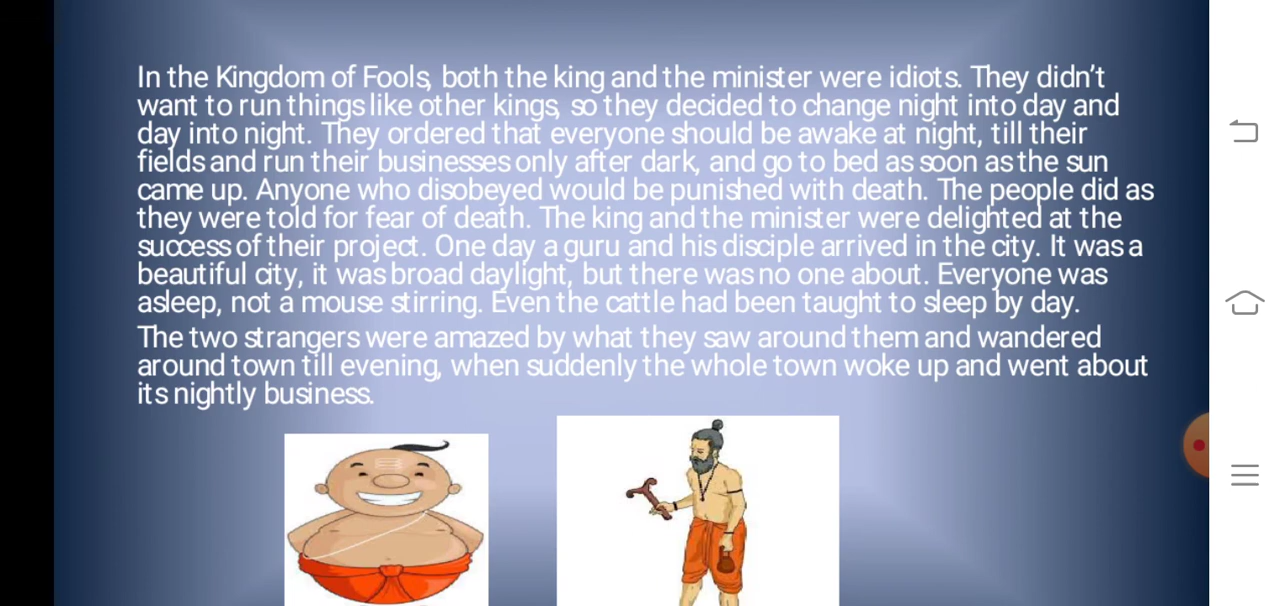 In the Kingdom of Fools, both the king and the minister were idiots. They didn't
want to run things like other kings, so they decided to change night into day and
day into night. They ordered that everyone should be awake at night, till their
fields and run their businesses only after dark, and go to bed as soon as the sun
came up. Anyone who disobeyed would be punished with death. The people did as
they were told for fear of death. The king and the minister were delighted at the
success of their project. One day a guru and his disciple arrived in the city. It was a
beautiful city, it was broad daylight, but there was no one about. Everyone was
asleep, not a mouse stirring. Even the cattle had been taught to sleep by day.
The two strangers were amazed by what they saw around them and wandered
around town till evening, when suddenly the whole town woke up and went about
its nightly business.